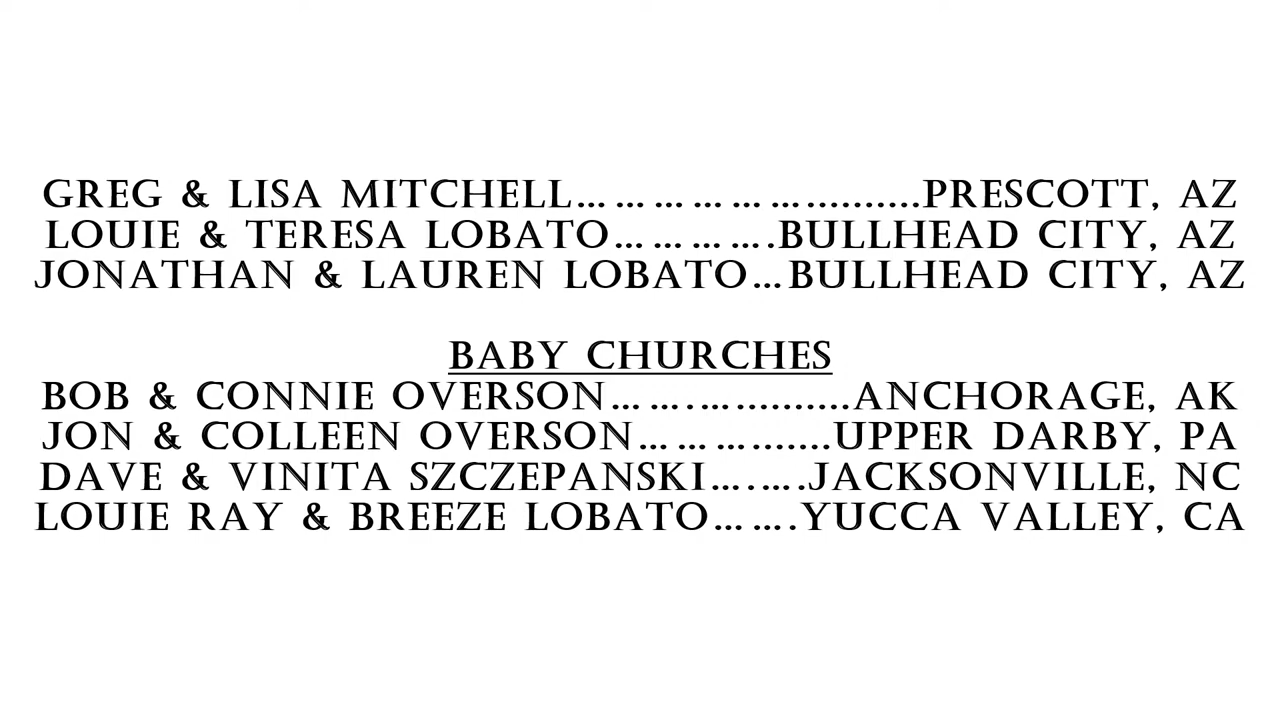 GREG & LISA MITCHELL… … … … … …..........PRESCOTT, AZ
LOUIE & TERESA LOBATO… … … ….BULLHEAD CITY, AZ
JONATHAN & LAUREN LOBATO…BULLHEAD CITY, AZ
BABY CHURCHES
BOB & CONNIE OVERSON… ….…..........ANCHORAGE, AK
JON & COLLEEN OVERSON… … ….......UPPER DARBY, PA
DAVE & VINITA SZCZEPANSKI….….JACKSONVILLE, NC
LOUIE RAY & BREEZE LOBATO… ….YUCCA VALLEY, CA